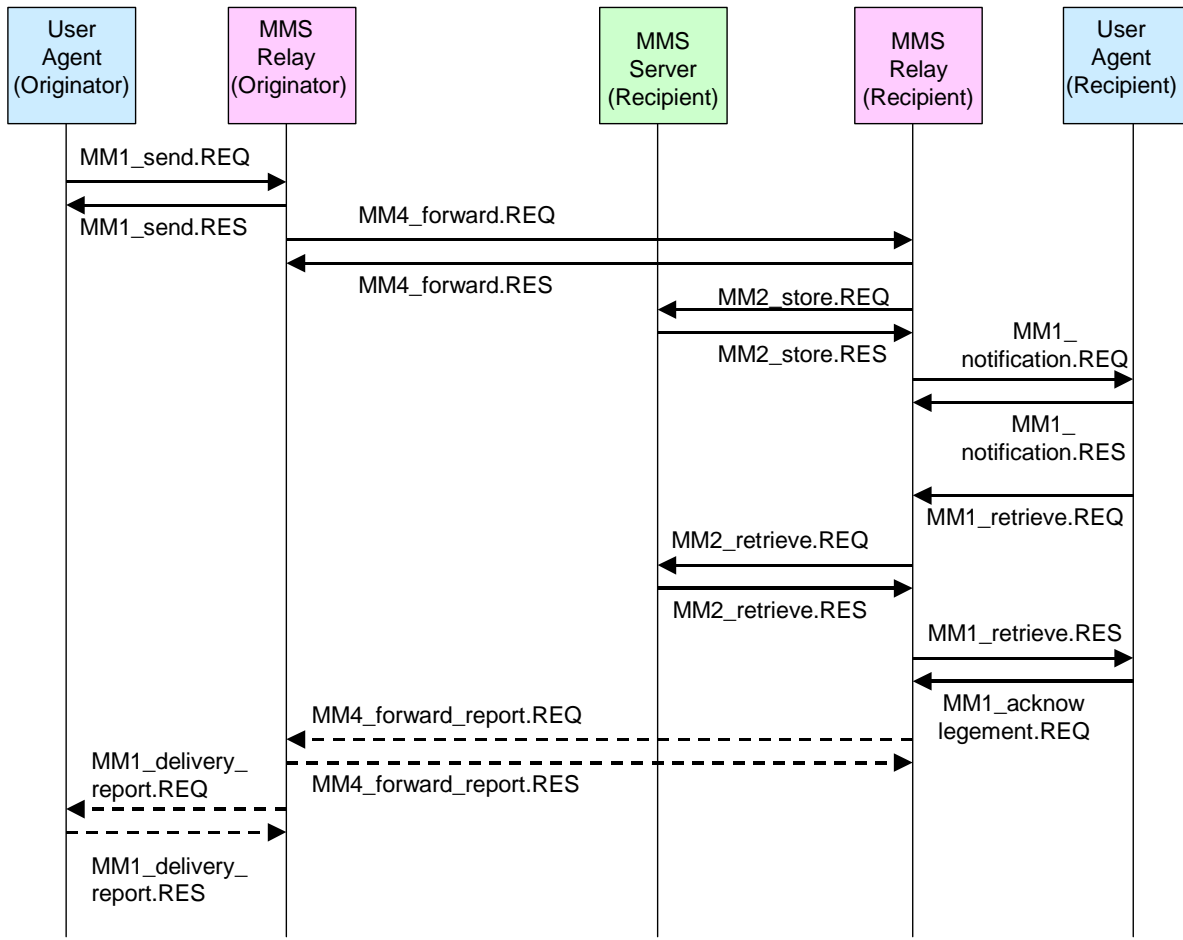 User
Agent
(Originator)
MMS
Relay
(Originator)
MMS
Server
(Recipient)
MMS
Relay
(Recipient)
User
Agent
(Recipient)
MM1_send.REQ
MM1_send.RES
MM4_forward.REQ
MM4_forward.RES
MM2_store.REQ
MM2_store.RES
MM1_
notification.REQ
MM1_
notification.RES
MM1_retrieve.REQ
MM2_retrieve.REQ
MM2_retrieve.RES
MM1_retrieve.RES
MM1_acknow
legement.REQ
MM4_forward_report.REQ
MM4_forward_report.RES
MM1_delivery_
report.REQ
MM1_delivery_
report.RES